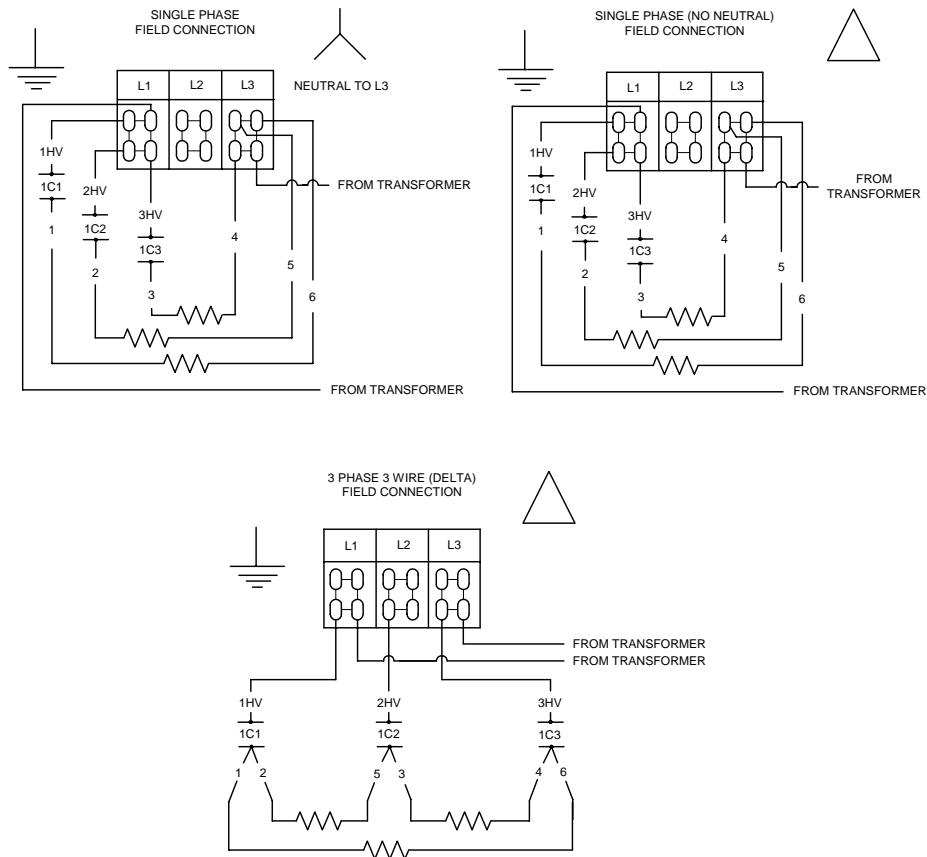 SINGLE PHASE
FIELD CONNECTION
NEUTRAL TO L3
L1 L2 L3
1HV
1C1
2HV
1C2
3HV
1C3
1
2
3
4
5
6
FROM TRANSFORMER
FROM TRANSFORMER
SINGLE PHASE (NO NEUTRAL)
FIELD CONNECTION
L1 L2 L3
1HV
1C1
2HV
1C2
3HV
1C3
1
2
3
4
5
6
FROM
TRANSFORMER
FROM TRANSFORMER
3 PHASE 3 WIRE (DELTA)
FIELD CONNECTION
L1 L2 L3
FROM TRANSFORMER
FROM TRANSFORMER
1HV 2HV 3HV
1C1 1C2 1C3
1 2 5 3 4 6